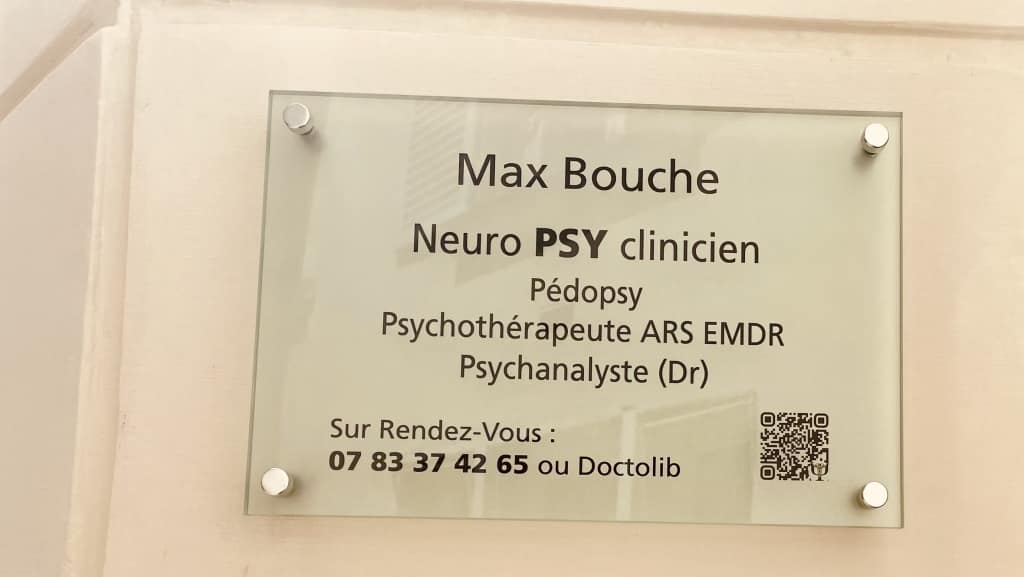 Max Bouche
Neuro PSY clinicien
Pédopsy
Psychothérapeute ARS EMDR
Psychanalyste (Dr)
Sur Rendez-Vous :
07 83 37 42 65 ou Doctolib